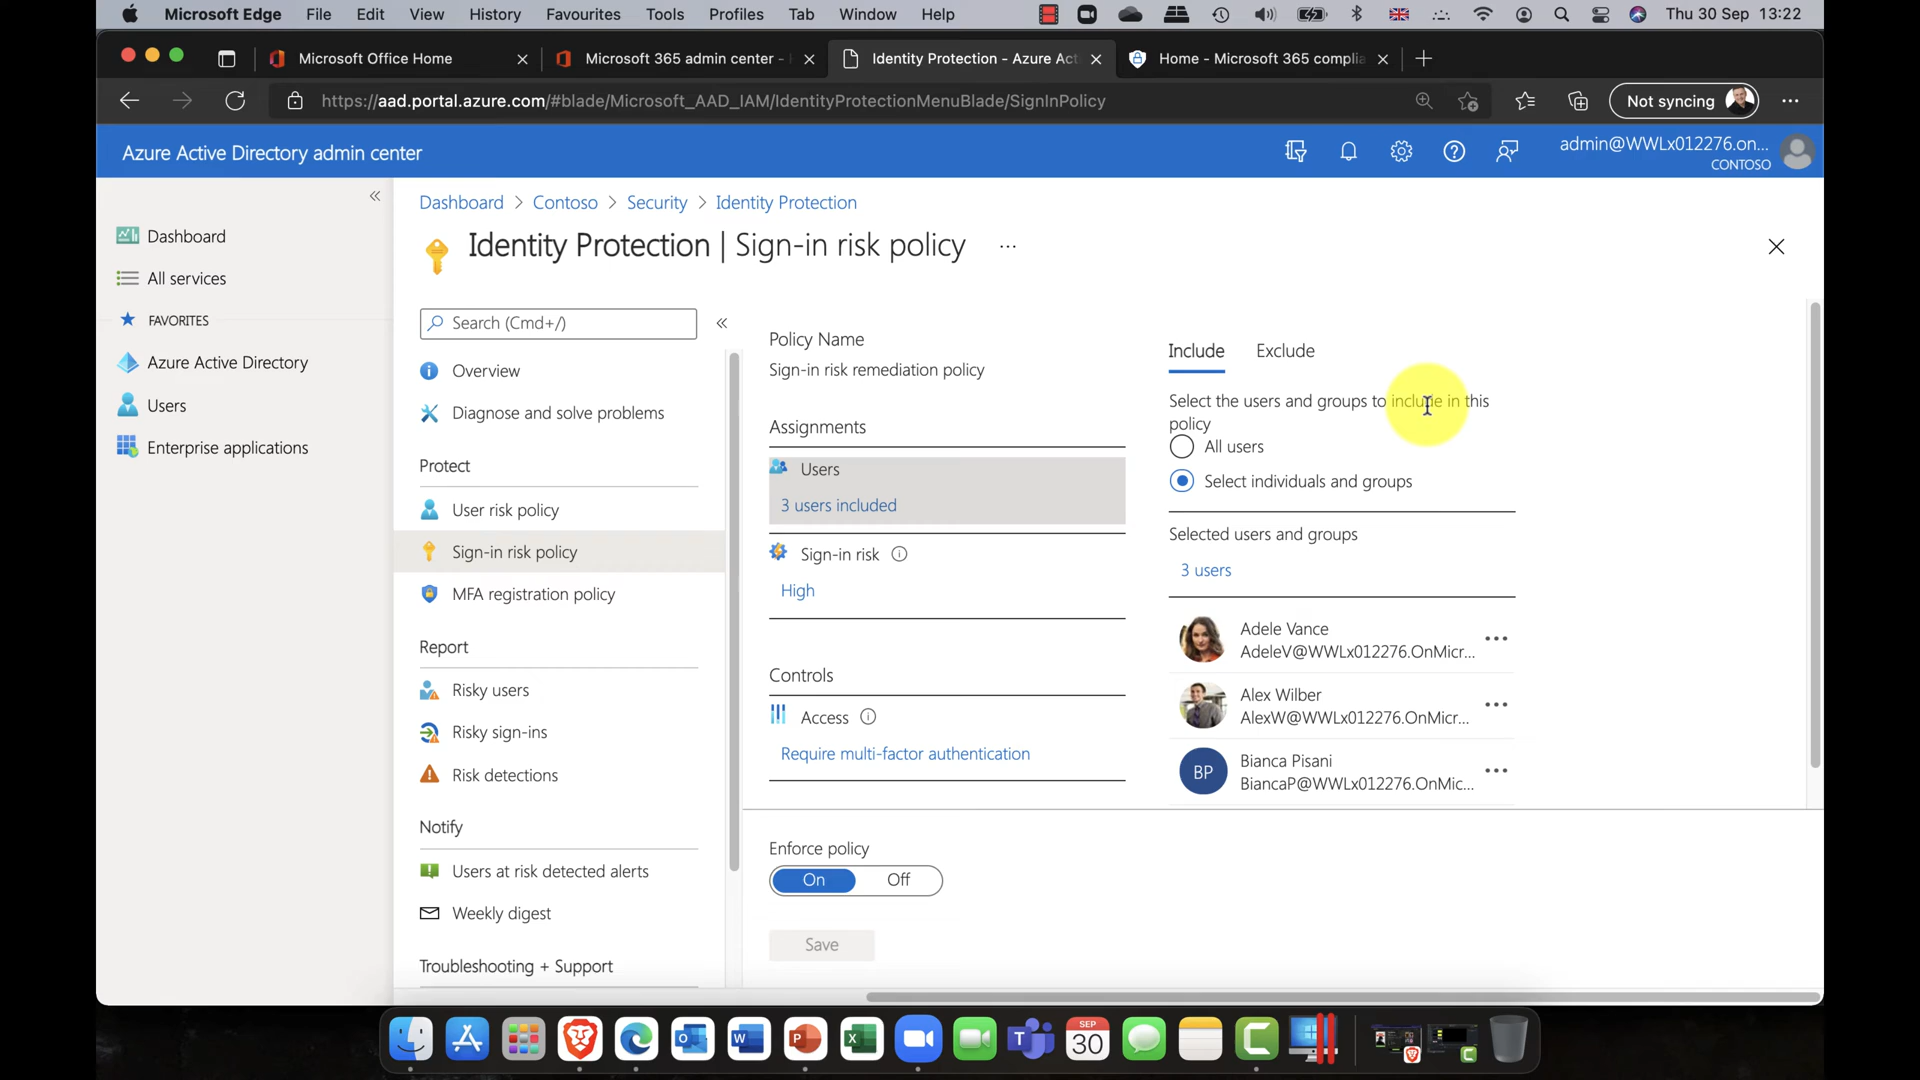 Microsoft Edge File Edit View History Favourites Tools Profiles Tab Window Help Thu 30 Sep 13:22
Microsoft Office Home
Microsoft 365 admin center -
Identity Protection - Azure Act
Home - Microsoft 365 complia
https://aad.portal.azure.com/#blade/Microsoft_AAD_IAM/IdentityProtectionMenuBlade/SignInPolicy
Not syncing
Azure Active Directory admin center
admin@WWLx012276.on...
CONTOSO
Dashboard
All services
FAVORITES
Azure Active Directory
Users
Enterprise applications
Dashboard > Contoso > Security > Identity Protection
Identity Protection | Sign-in risk policy ...
Search (Cmd+/)
Overview
Diagnose and solve problems
Protect
User risk policy
Sign-in risk policy
MFA registration policy
Report
Risky users
Risky sign-ins
Risk detections
Notify
Users at risk detected alerts
Weekly digest
Troubleshooting + Support
Policy Name
Sign-in risk remediation policy
Assignments
Users
3 users included
Sign-in risk
High
Controls
Access
Require multi-factor authentication
Include Exclude
Select the users and groups to include in this
policy
All users
Select individuals and groups
Selected users and groups
3 users
Adele Vance
AdeleV@WWLx012276.OnMicr...
Alex Wilber
AlexW@WWLx012276.OnMicr...
BP
Bianca Pisani
BiancaP@WWLx012276.OnMic...
Enforce policy
On Off
Save
SEP
30